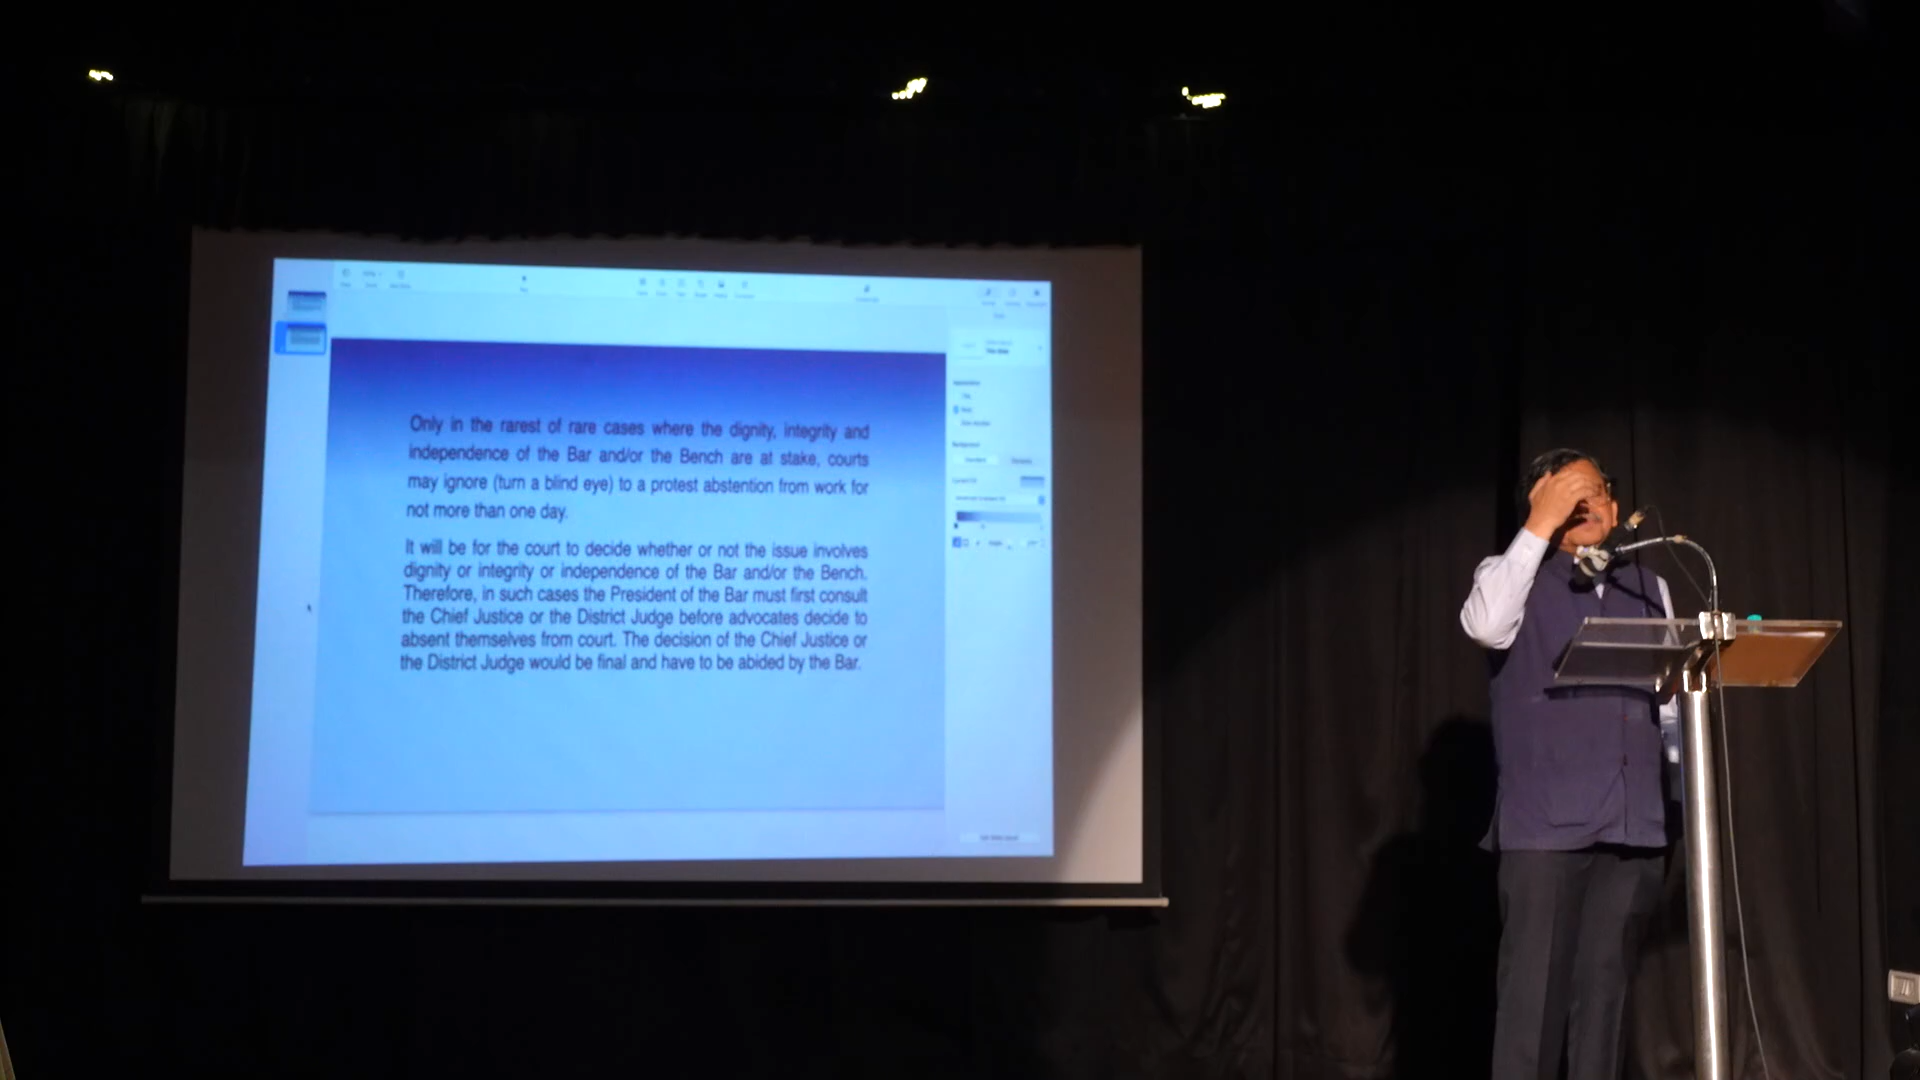 Only in the rarest of rare cases where the dignity, integrity and
independence of the Bar and/or the Bench are at stake, courts
may ignore (turn a blind eye) to a protest abstention from work for
not more than one day.
It will be for the court to decide whether or not the issue involves
dignity or integrity or independence of the Bar and/or the Bench.
Therefore, in such cases the President of the Bar must first consult
the Chief Justice or the District Judge before advocates decide to
absent themselves from court. The decision of the Chief Justice or
the District Judge would be final and have to be abided by the Bar.